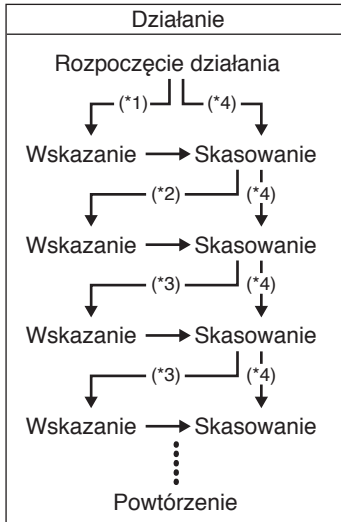 Działanie
Rozpoczęcie działania
(*1) (*4)
Wskazanie Skasowanie
(*2) (*4)
Wskazanie Skasowanie
(*3) (*4)
Wskazanie Skasowanie
(*3) (*4)
Wskazanie Skasowanie
Powtórzenie